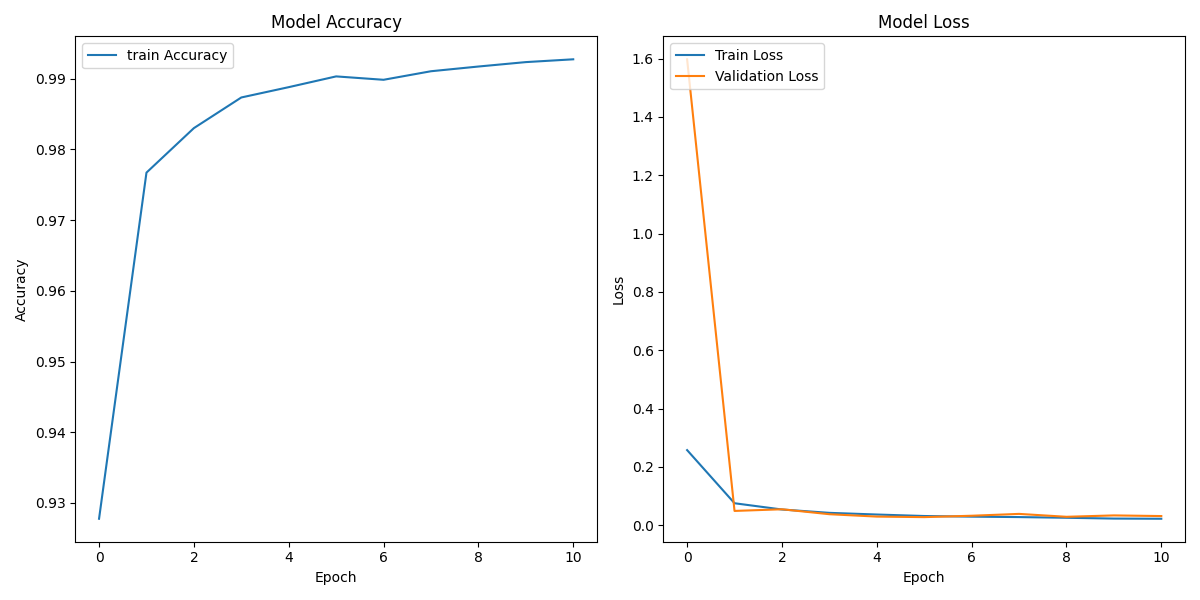 Model Accuracy
train Accuracy
0.99
0.98
0.97
0.96
0.95
0.94
0.93
Accuracy
0 2 4 6 8 10
Epoch
Model Loss
Train Loss
Validation Loss
1.6
1.4
1.2
1.0
0.8
0.6
0.4
0.2
0.0
Loss
0 2 4 6 8 10
Epoch